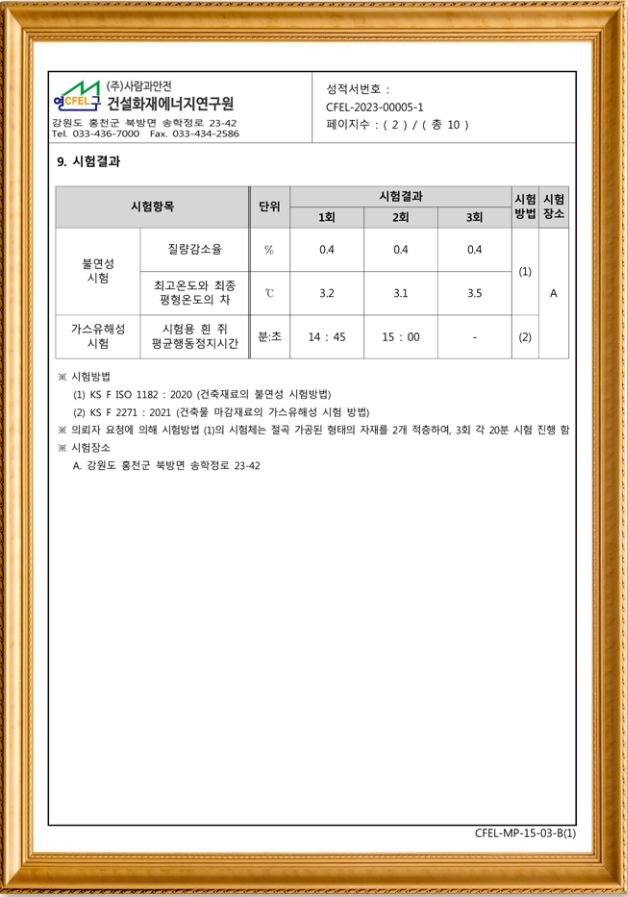 (주)사람과안전
연CFEL구 건설화재에너지연구원
강원도 홍천군 북방면 송학정로 23-42
Tel. 033-436-7000 Fax. 033-434-2586
성적서번호 :
CFEL-2023-00005-1
페이지수 : ( 2 ) / ( 총 10 )
9. 시험결과
시험항목 단위 시험결과 시험방법 시험장소
1회 2회 3회
불연성 시험 질량감소율 % 0.4 0.4 0.4 (1) A
최고온도와 최종 평형온도의 차 ℃ 3.2 3.1 3.5
가스유해성 시험 시험용 흰 쥐 평균행동정지시간 분:초 14 : 45 15 : 00 - (2)
※ 시험방법
(1) KS F ISO 1182 : 2020 (건축재료의 불연성 시험방법)
(2) KS F 2271 : 2021 (건축물 마감재료의 가스유해성 시험 방법)
※ 의뢰자 요청에 의해 시험방법 (1)의 시험체는 절곡 가공된 형태의 자재를 2개 적층하여, 3회 각 20분 시험 진행 함
※ 시험장소
A. 강원도 홍천군 북방면 송학정로 23-42
CFEL-MP-15-03-B(1)